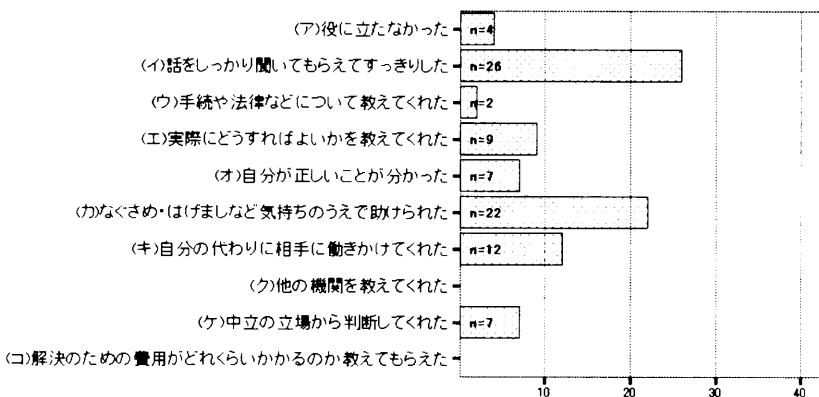 (ア)役に立たなかった n=4
(イ)話をしっかり聞いてもらえてすっきりした n=26
(ウ)手続や法律などについて教えてくれた n=2
(エ)実際にどうすればよいかを教えてくれた n=9
(オ)自分が正しいことが分かった n=7
(カ)なぐさめ・はげましなど気持ちのうえで助けられた n=22
(キ)自分の代わりに相手に働きかけてくれた n=12
(ク)他の機関を教えてくれた
(ケ)中立の立場から判断してくれた n=7
(コ)解決のための費用がどれくらいかかるのか教えてもらえた
10 20 30 40